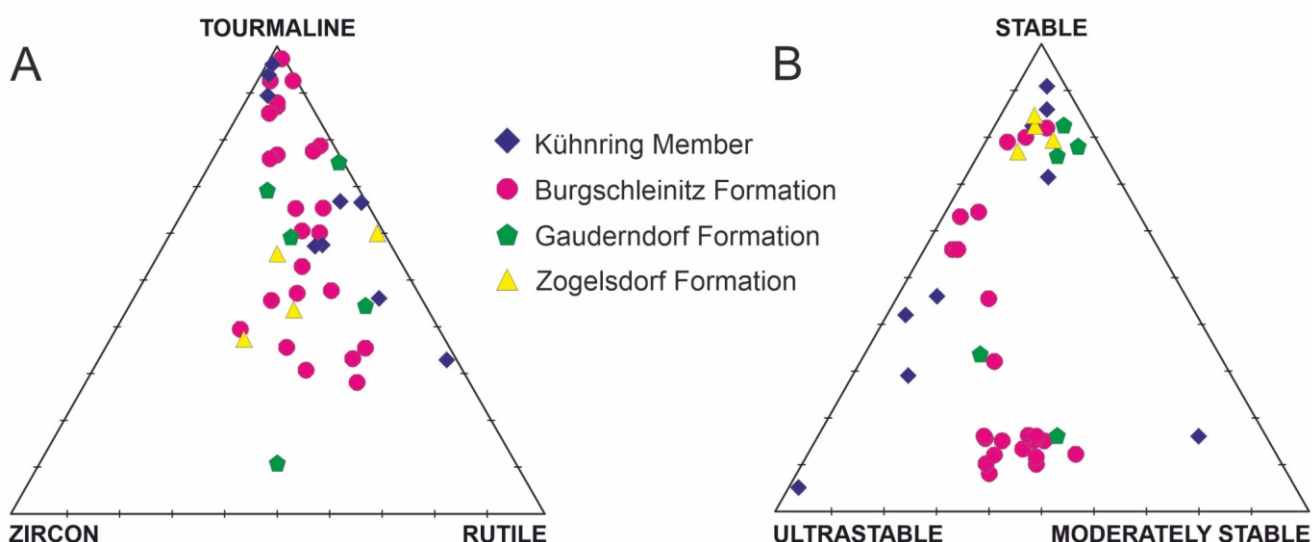 A
TOURMALINE
ZIRCON
RUTILE
Kühnring Member
Burgschleinitz Formation
Gauderndorf Formation
Zogelsdorf Formation
B
STABLE
ULTRASTABLE
MODERATELY STABLE